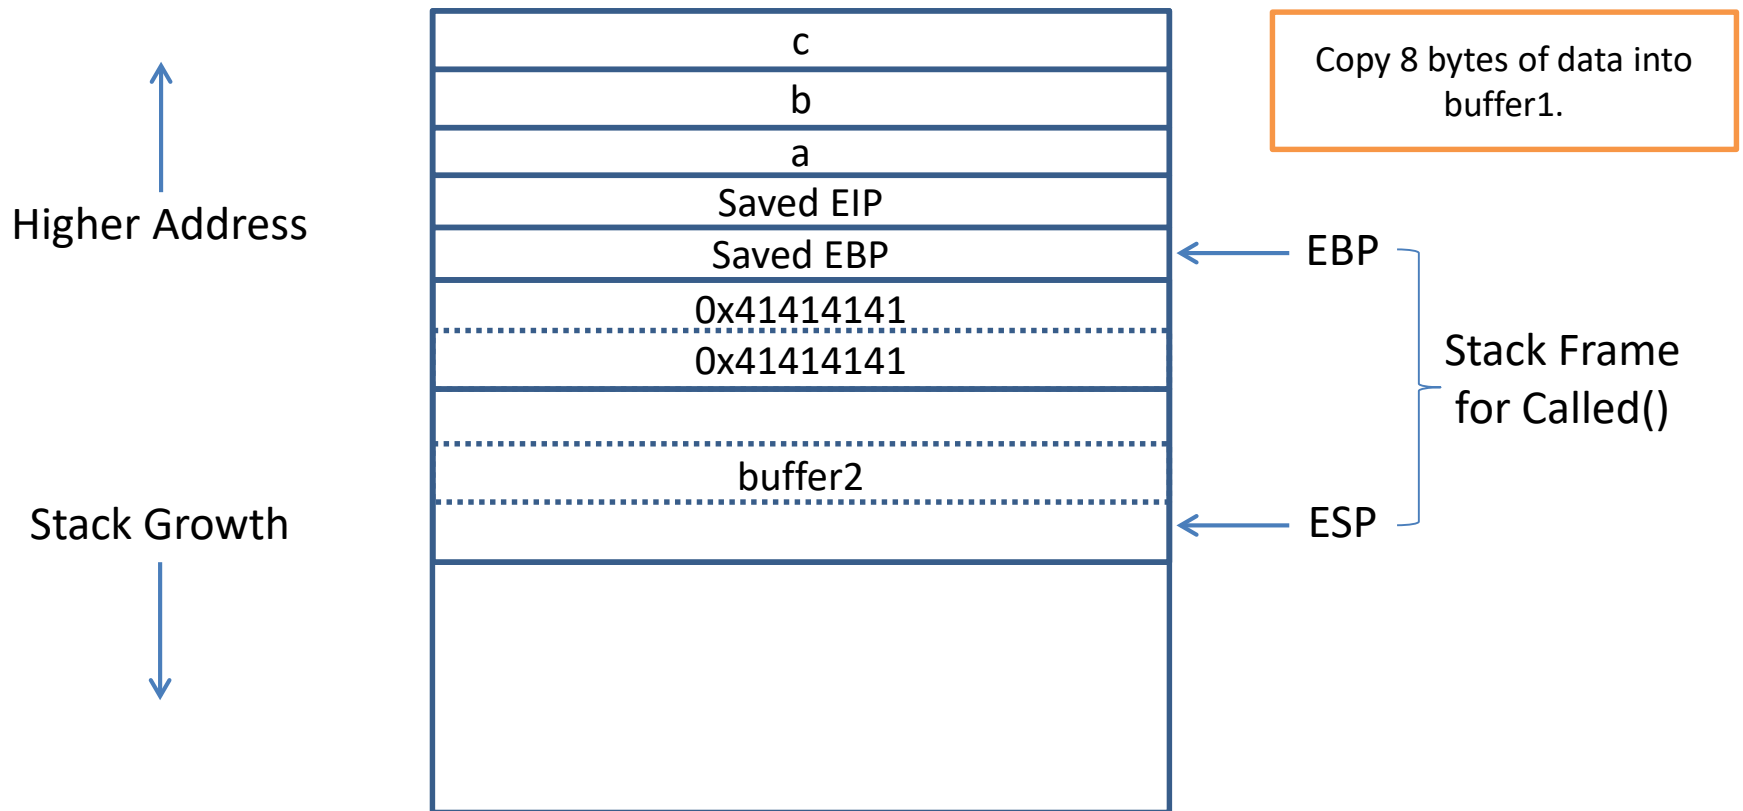 c
b
a
Saved EIP
Saved EBP
0x41414141
0x41414141
buffer2
Copy 8 bytes of data into
buffer1.
Higher Address
Stack Growth
EBP
ESP
Stack Frame
for Called()